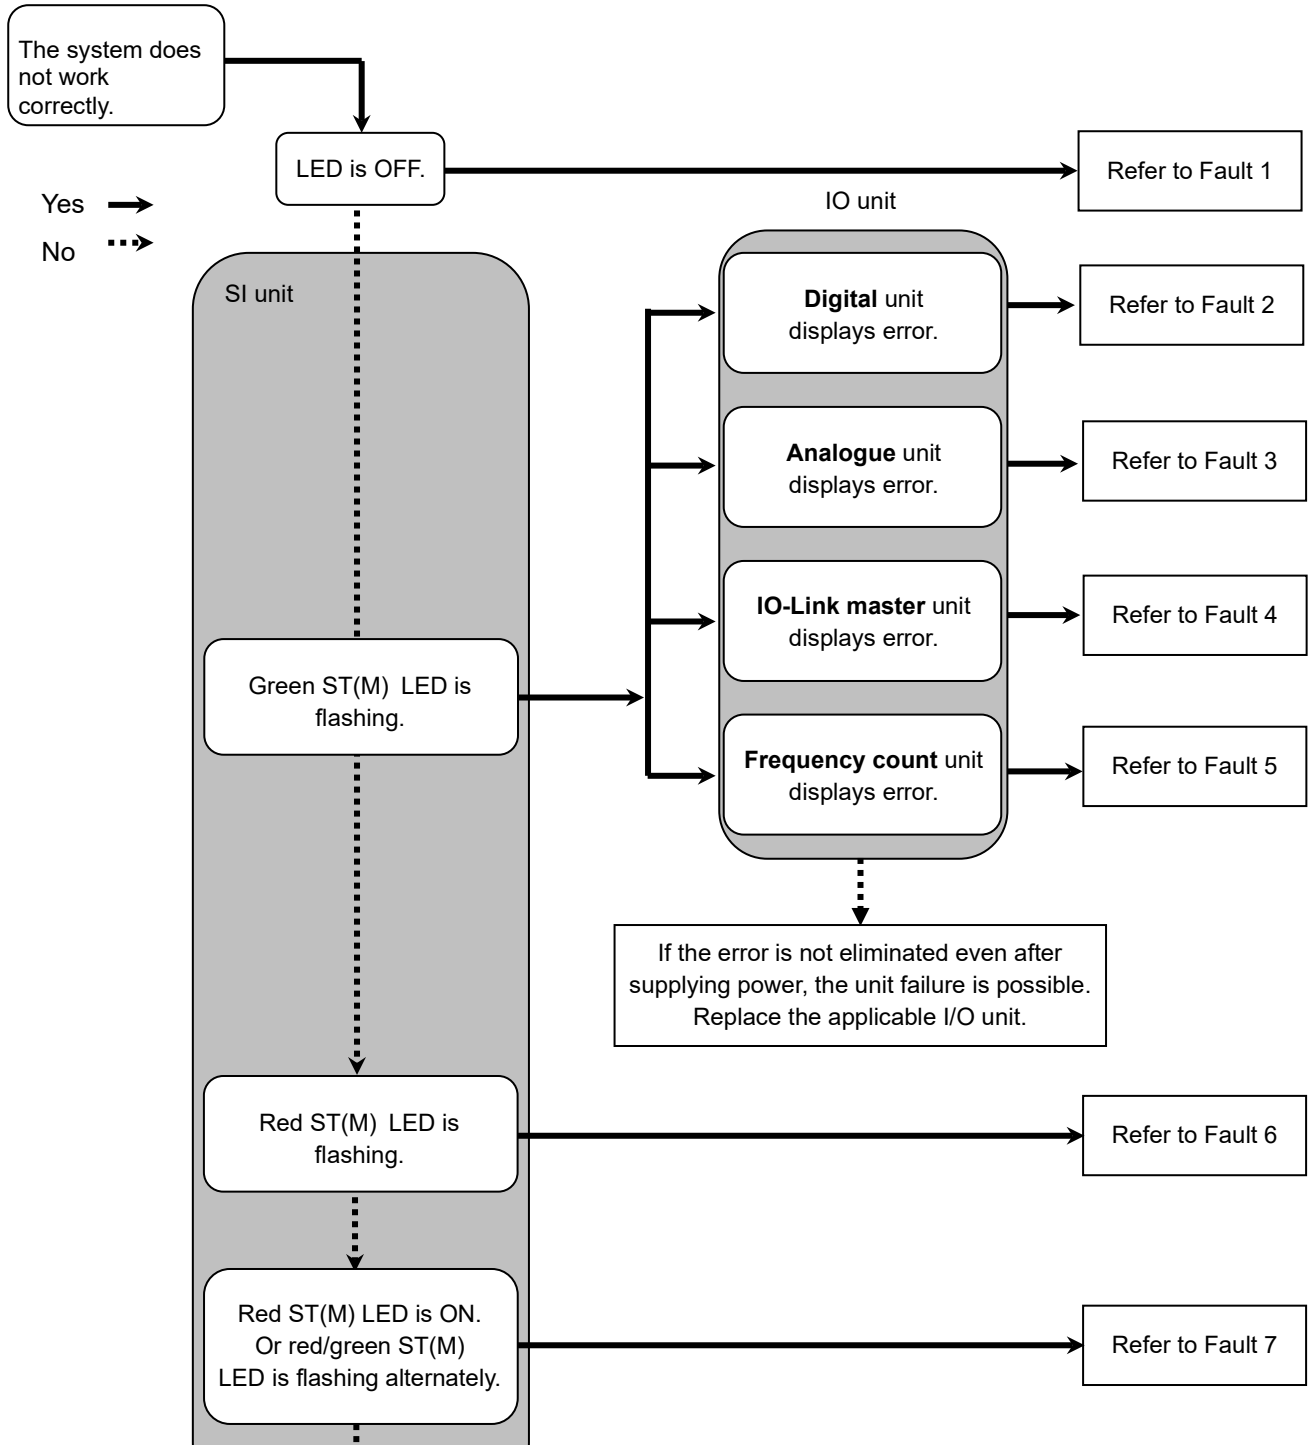 The system does
not work
correctly.
LED is OFF.
Refer to Fault 1
Yes
No
IO unit
SI unit
Digital unit
displays error.
Refer to Fault 2
Analogue unit
displays error.
Refer to Fault 3
IO-Link master unit
displays error.
Refer to Fault 4
Green ST(M) LED is
flashing.
Frequency count unit
displays error.
Refer to Fault 5
If the error is not eliminated even after
supplying power, the unit failure is possible.
Replace the applicable I/O unit.
Red ST(M) LED is
flashing.
Refer to Fault 6
Red ST(M) LED is ON.
Or red/green ST(M)
LED is flashing alternately.
Refer to Fault 7